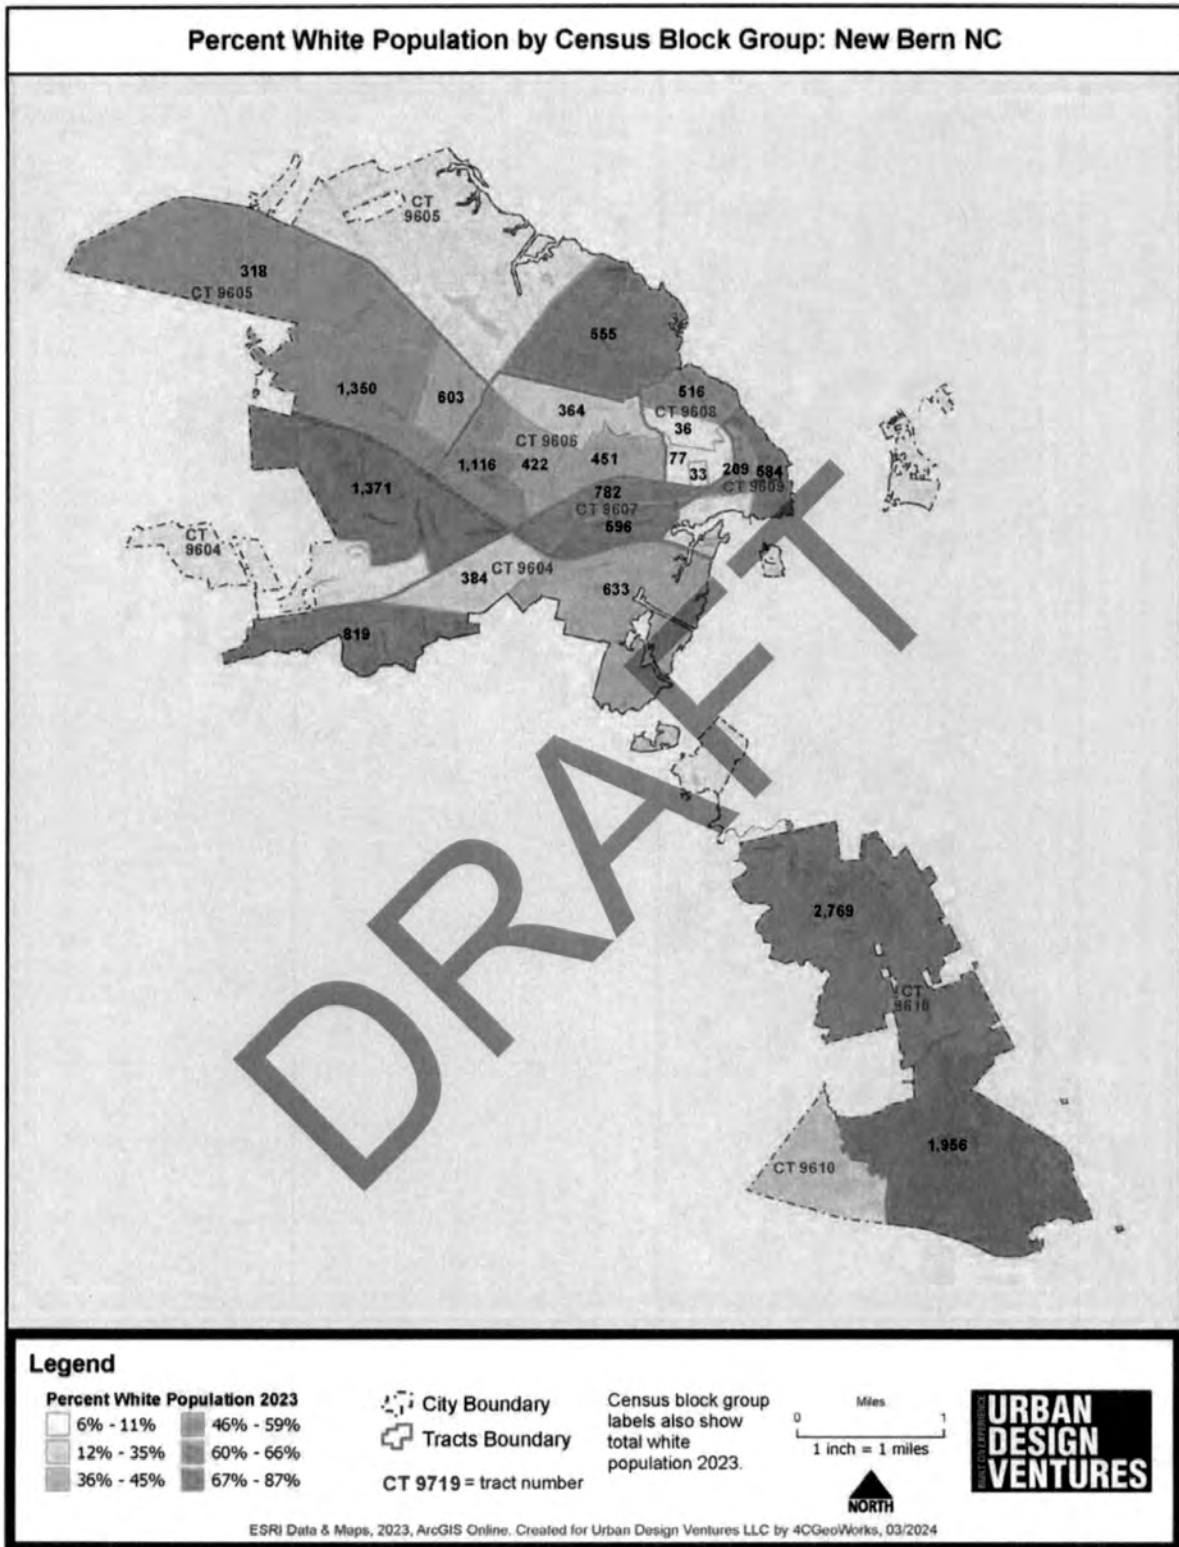 Percent White Population by Census Block Group: New Bern NC
CT
9605
318
CT 9605
555
1,350
603
516
364
CT 9608
36
CT 9606
1,116
422
451
77
33
209
584
CT 9609
1,371
782
CT 9607
596
CT
9604
CT 9604
384
633
819
2,769
CT
9610
1,956
CT 9610
DRAFT
Legend
Percent White Population 2023
6% - 11%
46% - 59%
12% - 35%
60% - 66%
36% - 45%
67% - 87%
City Boundary
Tracts Boundary
CT 9719 = tract number
Census block group
labels also show
total white
population 2023.
Miles
0 1
1 inch = 1 miles
NORTH
BUILT ON EXPERIENCE
URBAN
DESIGN
VENTURES
ESRI Data & Maps, 2023, ArcGIS Online. Created for Urban Design Ventures LLC by 4CGeoWorks, 03/2024